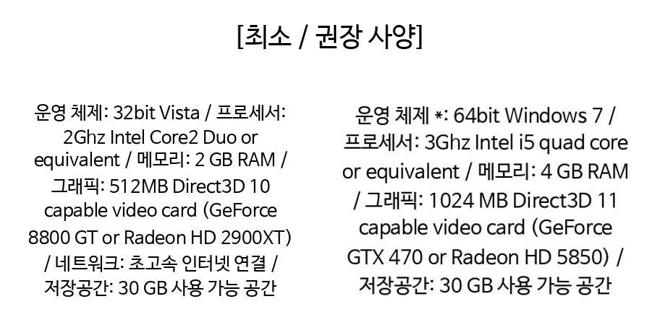 [최소 / 권장 사양]
운영 체제: 32bit Vista / 프로세서:
2Ghz Intel Core2 Duo or
equivalent / 메모리: 2 GB RAM /
그래픽: 512MB Direct3D 10
capable video card (GeForce
8800 GT or Radeon HD 2900XT)
/ 네트워크: 초고속 인터넷 연결 /
저장공간: 30 GB 사용 가능 공간
운영 체제 *: 64bit Windows 7 /
프로세서: 3Ghz Intel i5 quad core
or equivalent / 메모리: 4 GB RAM
/ 그래픽: 1024 MB Direct3D 11
capable video card (GeForce
GTX 470 or Radeon HD 5850) /
저장공간: 30 GB 사용 가능 공간